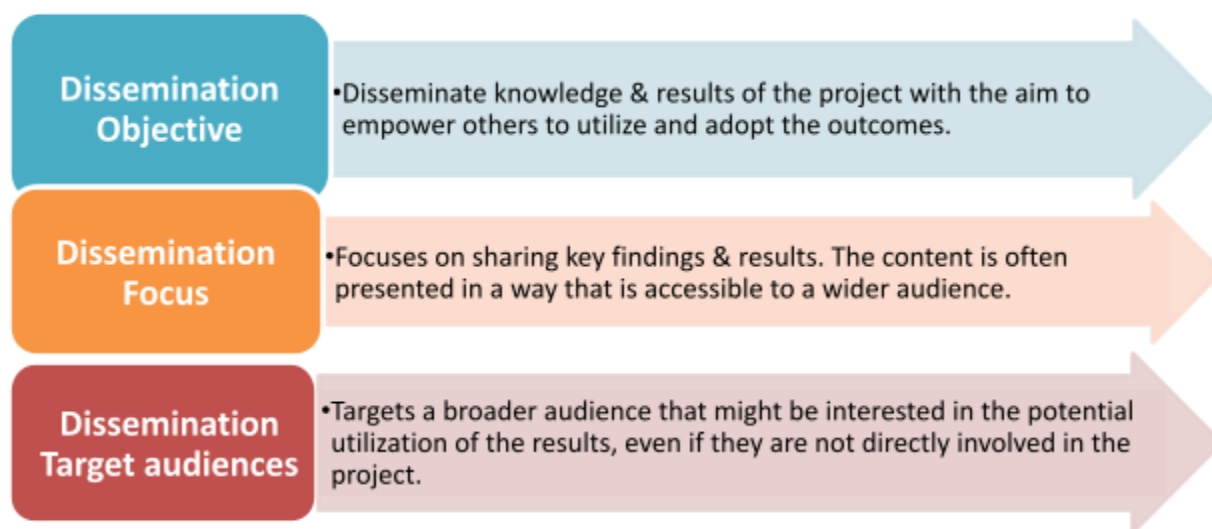 Dissemination
Objective
•Disseminate knowledge & results of the project with the aim to
empower others to utilize and adopt the outcomes.
Dissemination
Focus
•Focuses on sharing key findings & results. The content is often
presented in a way that is accessible to a wider audience.
Dissemination
Target audiences
•Targets a broader audience that might be interested in the potential
utilization of the results, even if they are not directly involved in the
project.